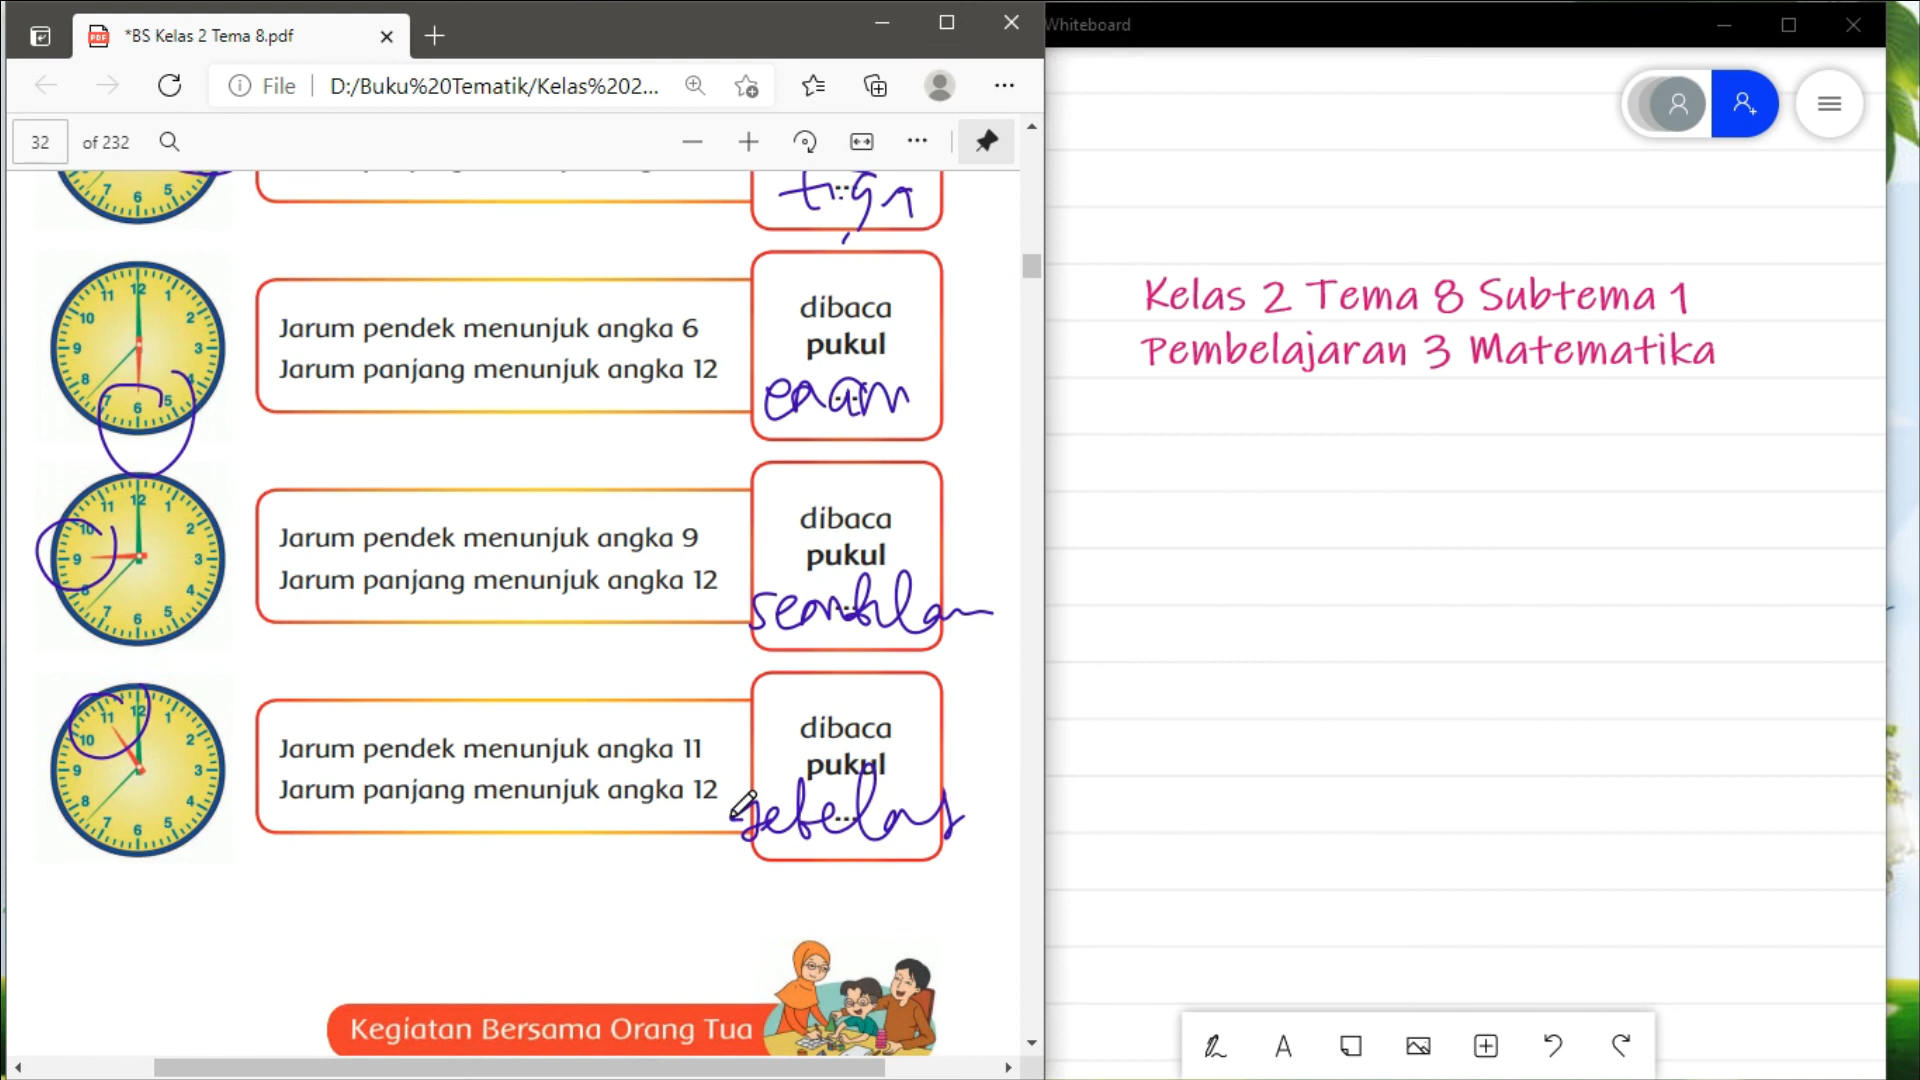 *BS Kelas 2 Tema 8.pdf
Whiteboard
File
D:/Buku%20Tematik/Kelas%202...
32
of 232
tiga
Jarum pendek menunjuk angka 6
Jarum panjang menunjuk angka 12
dibaca
pukul
enam
Jarum pendek menunjuk angka 9
Jarum panjang menunjuk angka 12
dibaca
pukul
Jarum pendek menunjuk angka 11
Jarum panjang menunjuk angka 12
dibaca
pukul
...
sebelas
Kegiatan Bersama Orang Tua
Kelas 2 Tema 8 Subtema 1
Pembelajaran 3 Matematika